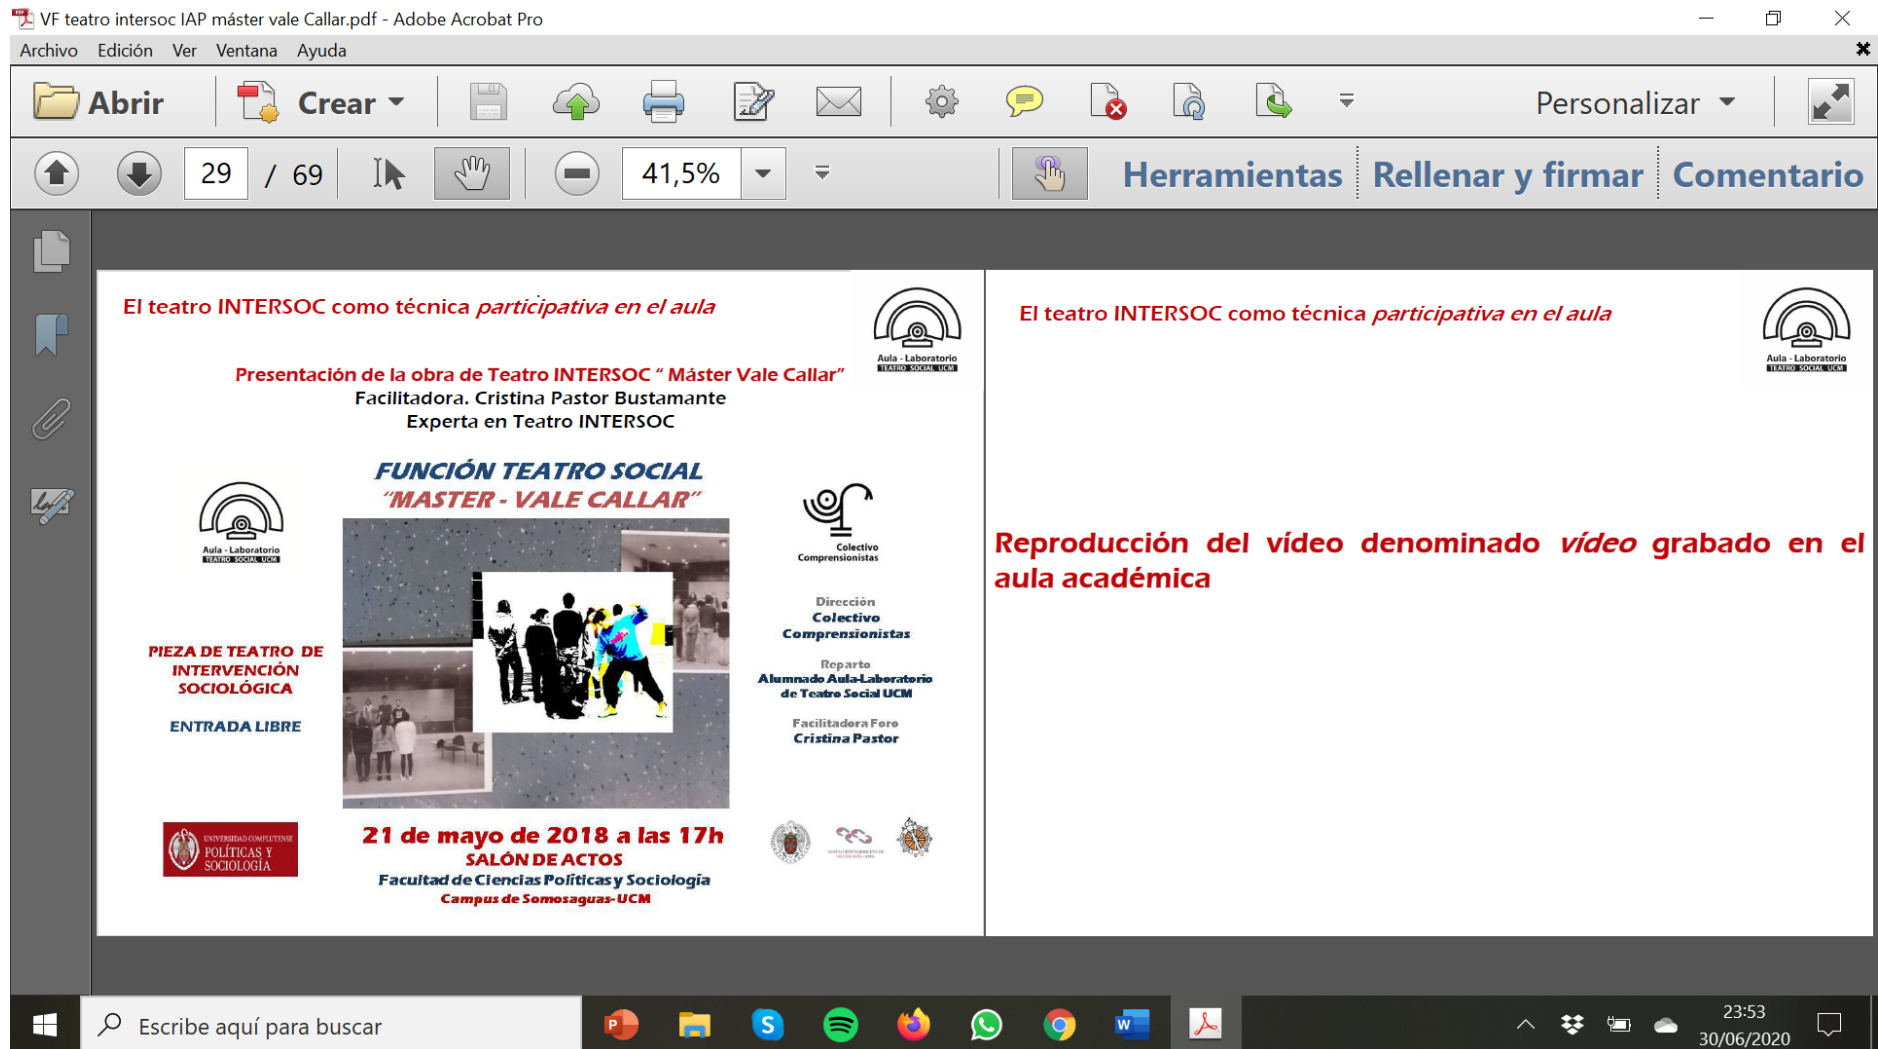 VF teatro intersoc IAP máster vale Callar.pdf - Adobe Acrobat Pro
Archivo Edición Ver Ventana Ayuda
Abrir Crear Personalizar
29 / 69 41,5% Herramientas Rellenar y firmar Comentario
El teatro INTERSOC como técnica participativa en el aula
Aula - Laboratorio
TEATRO SOCIAL UCM
Presentación de la obra de Teatro INTERSOC “ Máster Vale Callar”
Facilitadora. Cristina Pastor Bustamante
Experta en Teatro INTERSOC
FUNCIÓN TEATRO SOCIAL
“MASTER - VALE CALLAR”
Aula - Laboratorio
TEATRO SOCIAL UCM
PIEZA DE TEATRO DE
INTERVENCIÓN
SOCIOLÓGICA
ENTRADA LIBRE
Colectivo
Comprensionistas
Dirección
Colectivo
Comprensionistas
Reparto
Alumnado Aula-Laboratorio
de Teatro Social UCM
Facilitadora Foro
Cristina Pastor
UNIVERSIDAD COMPLUTENSE
POLÍTICAS Y
SOCIOLOGÍA
21 de mayo de 2018 a las 17h
SALÓN DE ACTOS
Facultad de Ciencias Políticas y Sociología
Campus de Somosaguas-UCM
El teatro INTERSOC como técnica participativa en el aula
Aula - Laboratorio
TEATRO SOCIAL UCM
Reproducción del vídeo denominado vídeo grabado en el
aula académica
Escribe aquí para buscar
23:53
30/06/2020